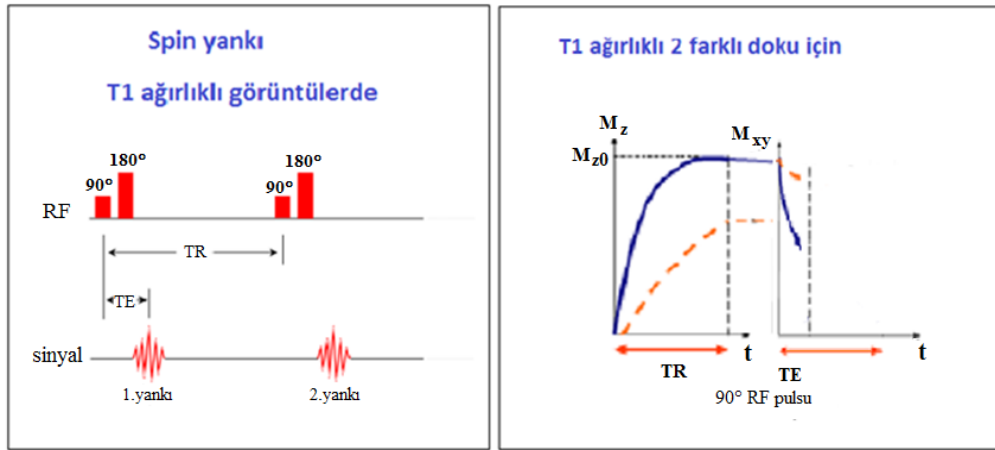 Spin yankı
T1 ağırlıklı görüntülerde
180°
180°
90°
90°
RF
TR
TE
sinyal
1.yankı
2.yankı
T1 ağırlıklı 2 farklı doku için
Mz
Mxy
Mz0
t
t
TR
TE
90° RF pulsu